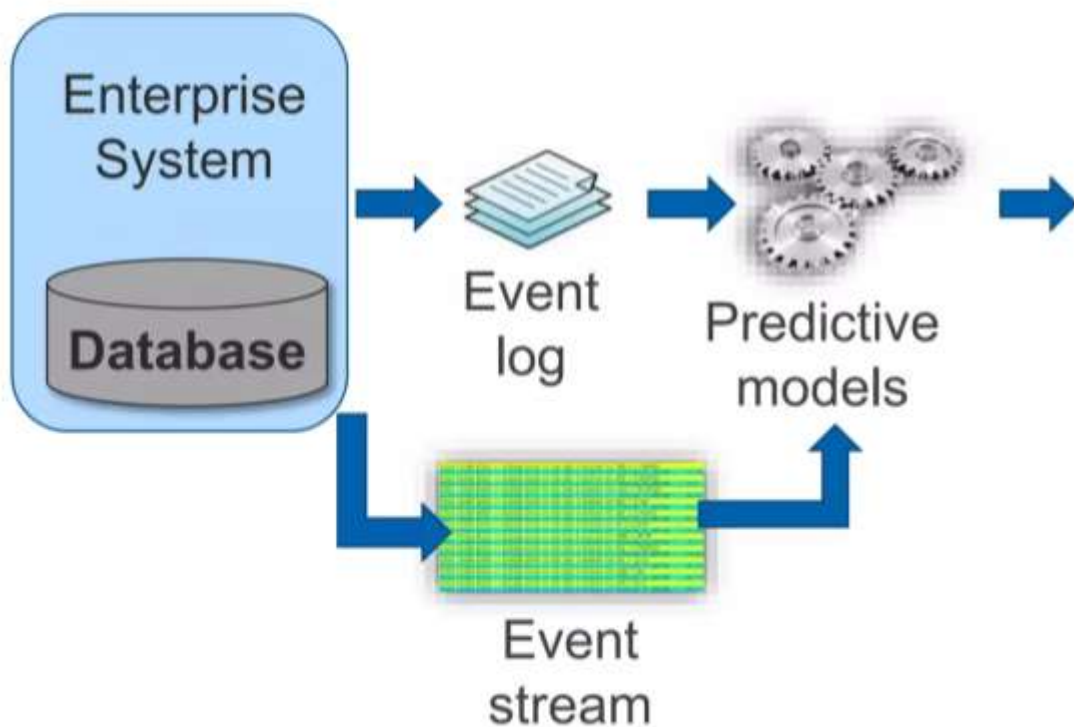 Enterprise
System
Database
Event
log
Predictive
models
Event
stream